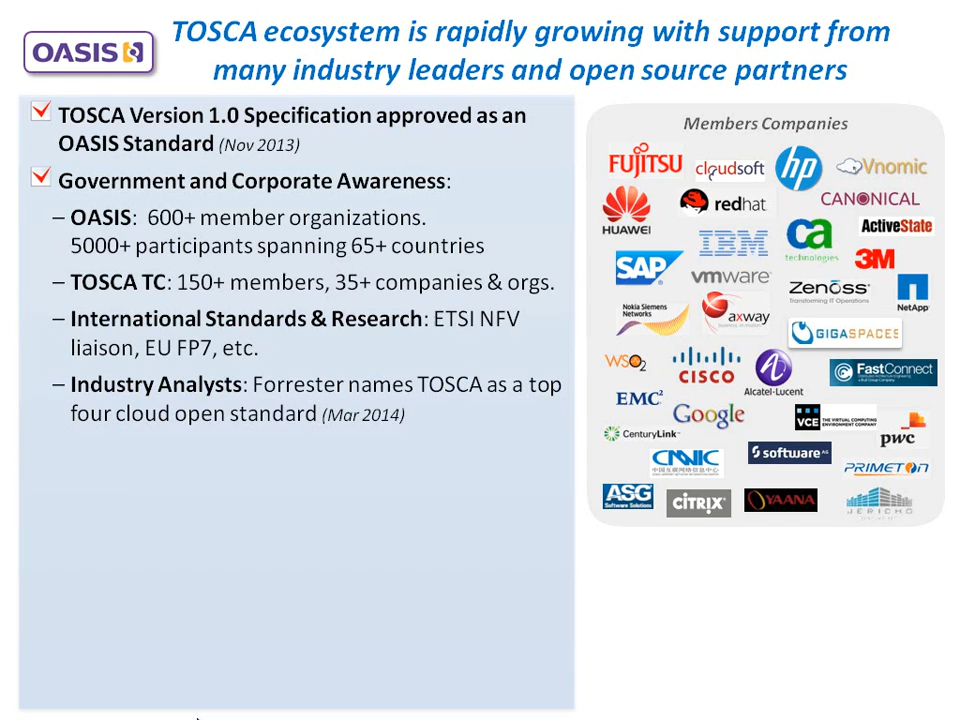 OASIS
TOSCA ecosystem is rapidly growing with support from
many industry leaders and open source partners
TOSCA Version 1.0 Specification approved as an
OASIS Standard (Nov 2013)
Government and Corporate Awareness:
– OASIS: 600+ member organizations.
5000+ participants spanning 65+ countries
– TOSCA TC: 150+ members, 35+ companies & orgs.
– International Standards & Research: ETSI NFV
liaison, EU FP7, etc.
– Industry Analysts: Forrester names TOSCA as a top
four cloud open standard (Mar 2014)
Members Companies
FUJITSU
cloudsoft
hp
Vnomic
HUAWEI
redhat
CANONICAL
IBM
ca
technologies
ActiveState
3M
SAP
vmware
Zenoss
Transforming IT Operations
NetApp
Nokia Siemens
Networks
axway
GIGASPACES
WSO2
CISCO
Alcatel-Lucent
FastConnect
EMC²
Google
VCE THE VIRTUAL COMPUTING
ENVIRONMENT COMPANY
pwc
CenturyLink
CNNIC
中国互联网络信息中心
software AG
PRIMETON
ASG
Software Solutions
CITRIX
YAANA
JERICHO